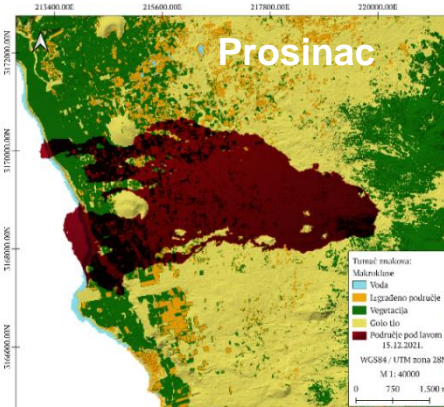 213400.00E 215600.00E 217800.00E 220000.00E
Prosinac
3172800.00N
3170000.00N
3168000.00N
3166000.00N
Tumač znakova:
Makroklase
Voda
Izgrađeno područje
Vegetacija
Golo tlo
Područje pod lavom
15.12.2021.
WGS84 / UTM zona 28N
M 1: 40000
0 750 1.500 m